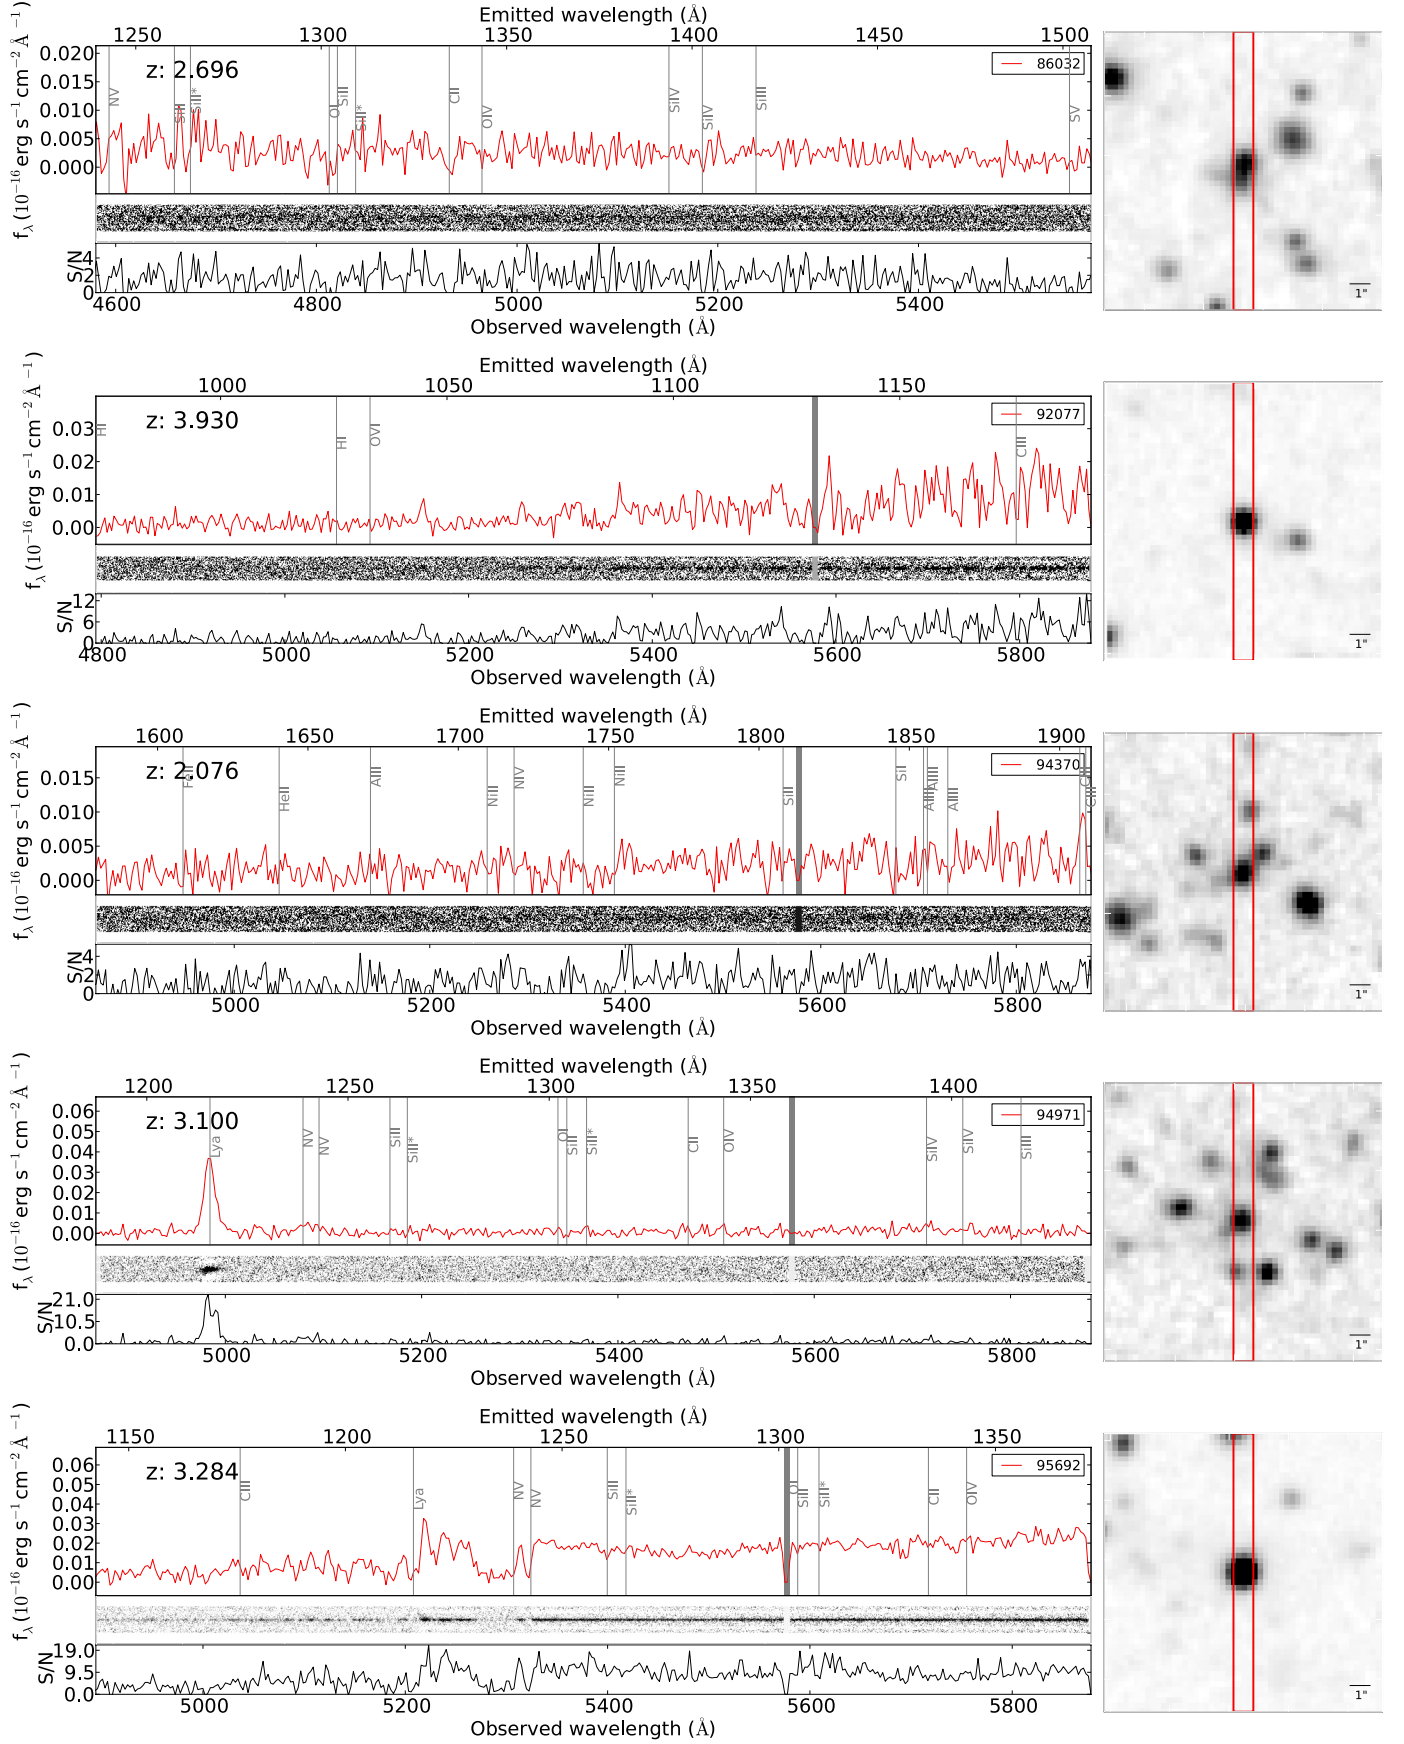 Emitted wavelength (Å)
1250 1300 1350 1400 1450 1500
z: 2.696
86032
NV SiII SiII* OI SiII SiII* CII OIV SiIV SiIV SiIII SV
0.020
0.015
0.010
0.005
0.000
f_λ (10^−16 erg s^−1 cm^−2 Å^−1)
S/N
4
2
0
4600 4800 5000 5200 5400
Observed wavelength (Å)
1"
Emitted wavelength (Å)
1000 1050 1100 1150
z: 3.930
92077
HI HI OVI CIII
0.03
0.02
0.01
0.00
f_λ (10^−16 erg s^−1 cm^−2 Å^−1)
S/N
12
6
0
4800 5000 5200 5400 5600 5800
Observed wavelength (Å)
1"
Emitted wavelength (Å)
1600 1650 1700 1750 1800 1850 1900
z: 2.076
94370
FeII HeII AlII NiII NIV NiII NiII SiII SiI AlIII AlIII AlIII CIII CIII
0.015
0.010
0.005
0.000
f_λ (10^−16 erg s^−1 cm^−2 Å^−1)
S/N
4
2
0
5000 5200 5400 5600 5800
Observed wavelength (Å)
1"
Emitted wavelength (Å)
1200 1250 1300 1350 1400
z: 3.100
94971
Lya NV NV SiII SiII* OI SiII SiII* CII OIV SiIV SiIV SiIII
0.06
0.05
0.04
0.03
0.02
0.01
0.00
f_λ (10^−16 erg s^−1 cm^−2 Å^−1)
S/N
21.0
10.5
0.0
5000 5200 5400 5600 5800
Observed wavelength (Å)
1"
Emitted wavelength (Å)
1150 1200 1250 1300 1350
z: 3.284
95692
CIII Lya NV NV SiII SiII* OI SiII SiII* CII OIV
0.06
0.05
0.04
0.03
0.02
0.01
0.00
f_λ (10^−16 erg s^−1 cm^−2 Å^−1)
S/N
19.0
9.5
0.0
5000 5200 5400 5600 5800
Observed wavelength (Å)
1"